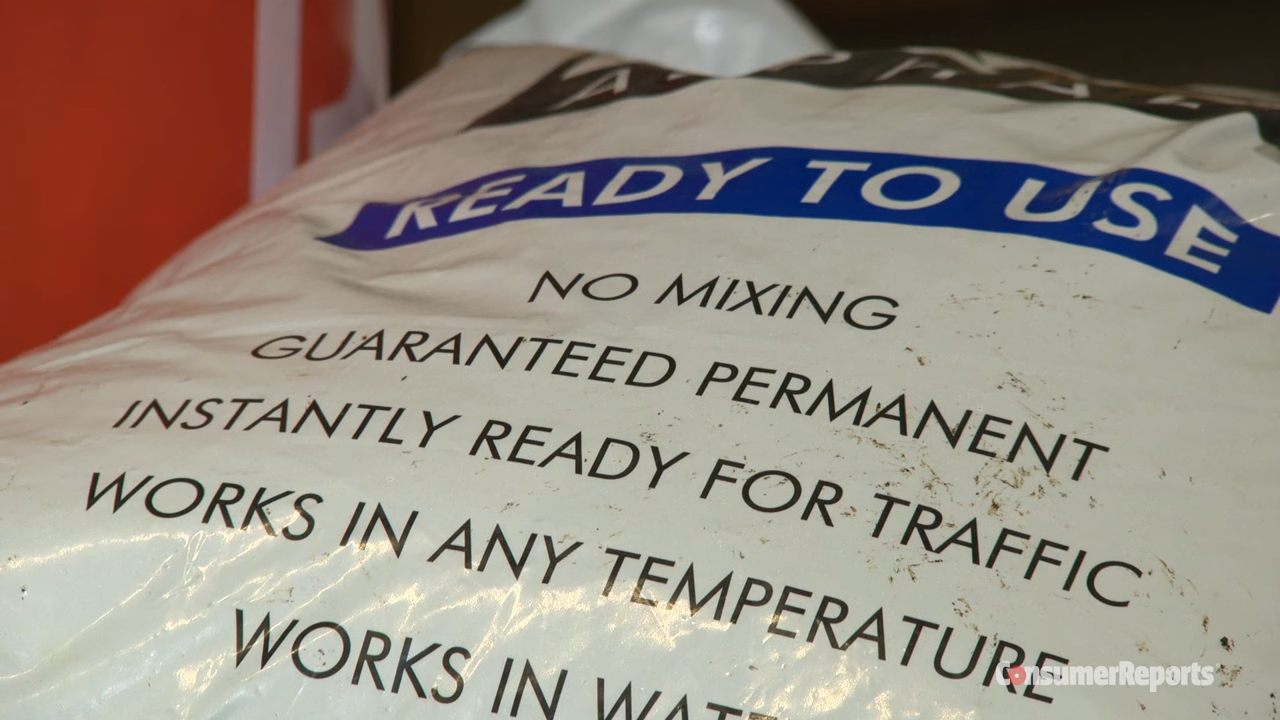 READY TO USE
NO MIXING
GUARANTEED PERMANENT
INSTANTLY READY FOR TRAFFIC
WORKS IN ANY TEMPERATURE
WORKS IN
ConsumerReports